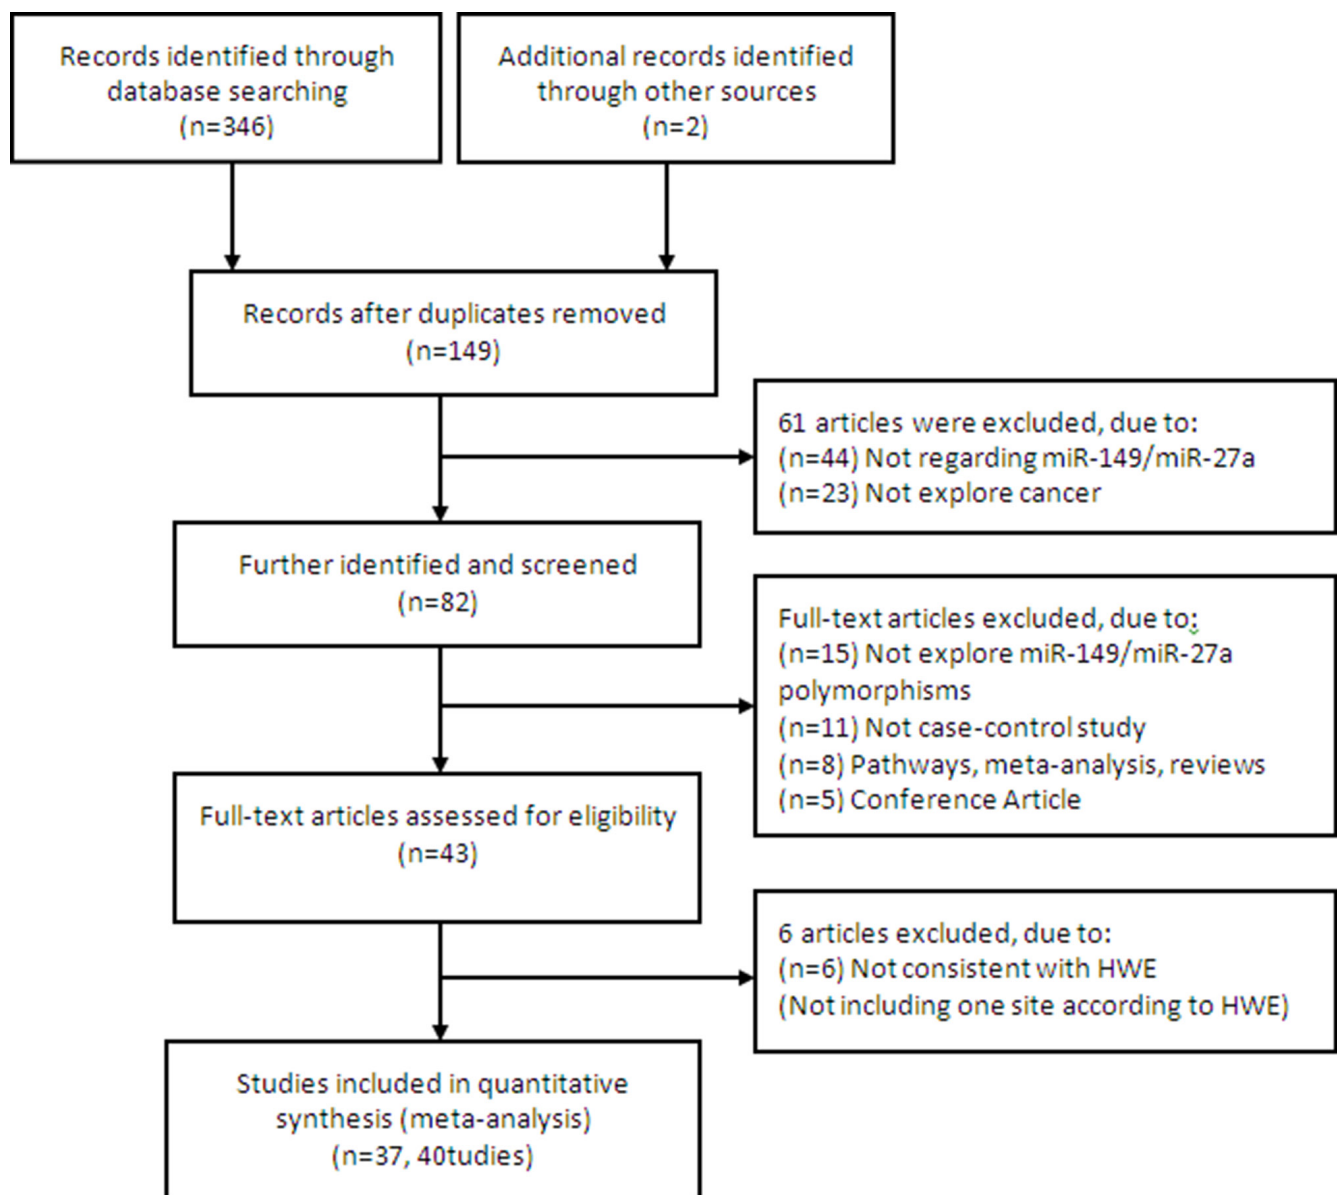 Records identified through
database searching
(n=346)
Additional records identified
through other sources
(n=2)
Records after duplicates removed
(n=149)
61 articles were excluded, due to:
(n=44) Not regarding miR-149/miR-27a
(n=23) Not explore cancer
Further identified and screened
(n=82)
Full-text articles excluded, due to:
(n=15) Not explore miR-149/miR-27a
polymorphisms
(n=11) Not case-control study
(n=8) Pathways, meta-analysis, reviews
(n=5) Conference Article
Full-text articles assessed for eligibility
(n=43)
6 articles excluded, due to:
(n=6) Not consistent with HWE
(Not including one site according to HWE)
Studies included in quantitative
synthesis (meta-analysis)
(n=37, 40tudies)